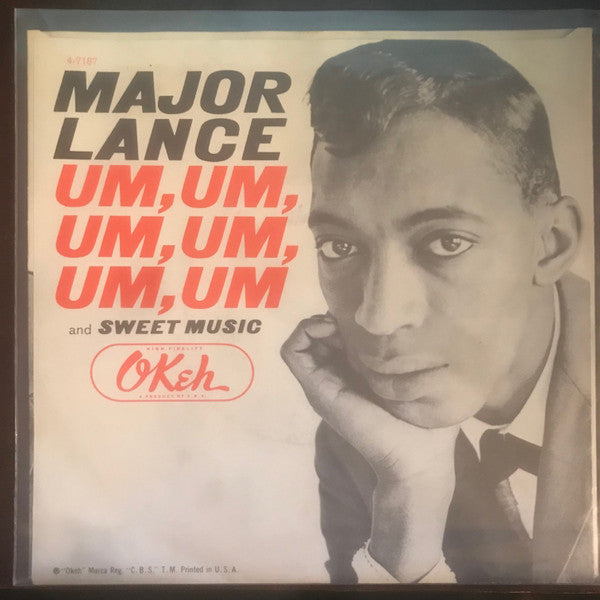 4-7187
MAJOR
LANCE
UM, UM,
UM, UM,
UM, UM
and SWEET MUSIC
HIGH FIDELITY
OKeh
A PRODUCT OF C.B.S.
® "Okeh" Marca Reg. "C.B.S." T.M. Printed in U.S.A.